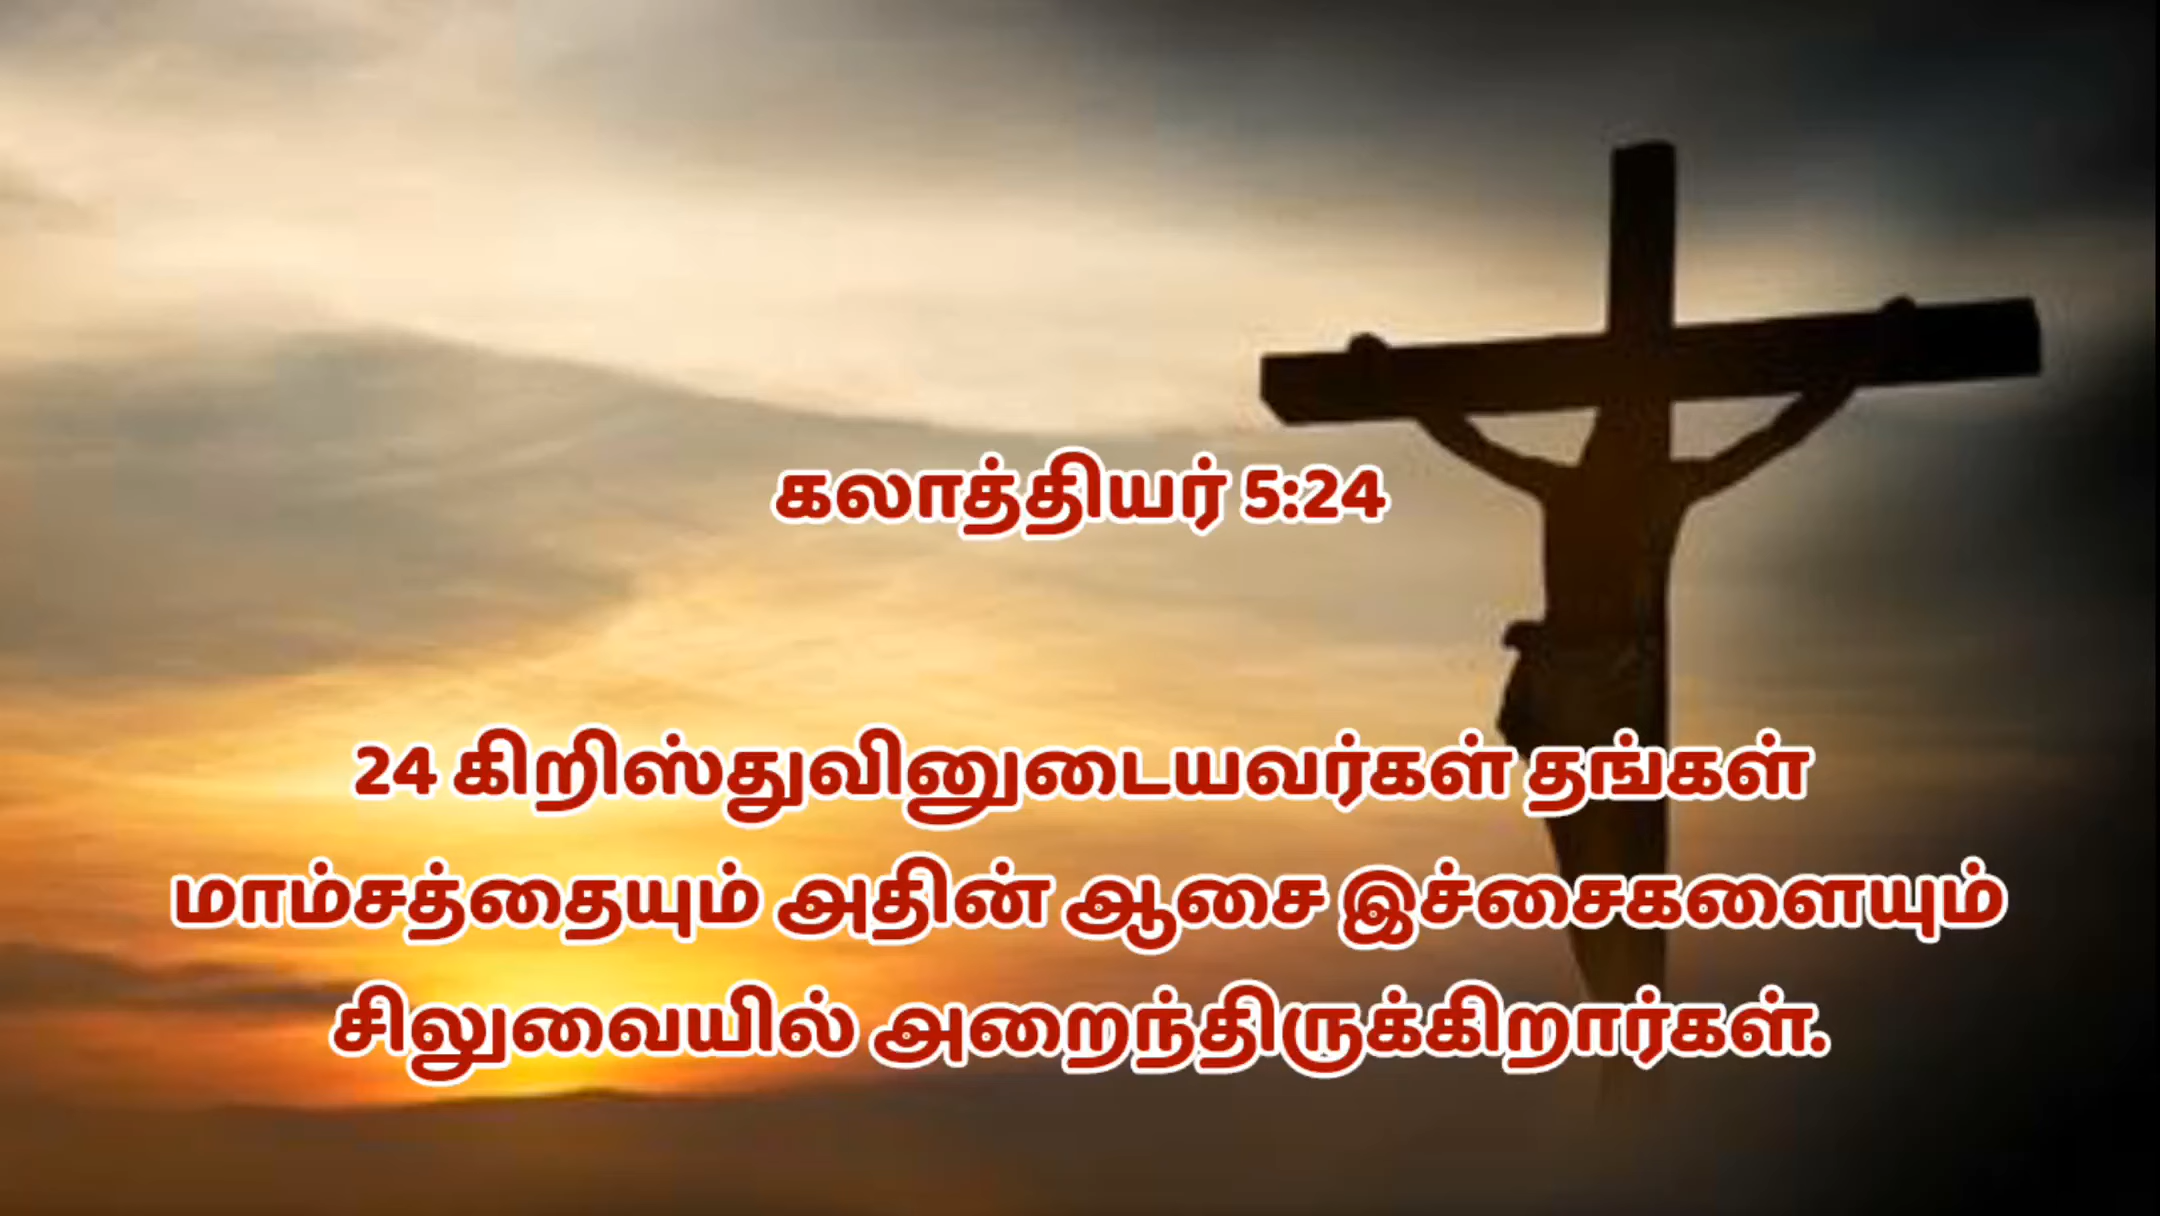 கலாத்தியர் 5:24
24 கிறிஸ்துவினுடையவர்கள் தங்கள்
மாம்சத்தையும் அதின் ஆசை இச்சைகளையும்
சிலுவையில் அறைந்திருக்கிறார்கள்.